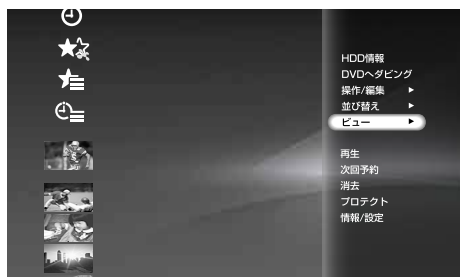 HDD情報
DVDへダビング
操作/編集 ▶
並び替え ▶
ビュー ▶
再生
次回予約
消去
プロテクト
情報/設定